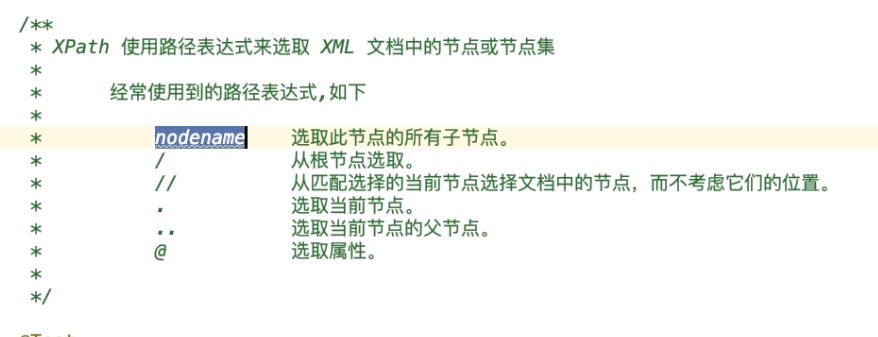 /**
* XPath 使用路径表达式来选取 XML 文档中的节点或节点集
*
* 经常使用到的路径表达式,如下
*
* nodename 选取此节点的所有子节点。
* / 从根节点选取。
* // 从匹配选择的当前节点选择文档中的节点，而不考虑它们的位置。
* . 选取当前节点。
* .. 选取当前节点的父节点。
* @ 选取属性。
*
*/